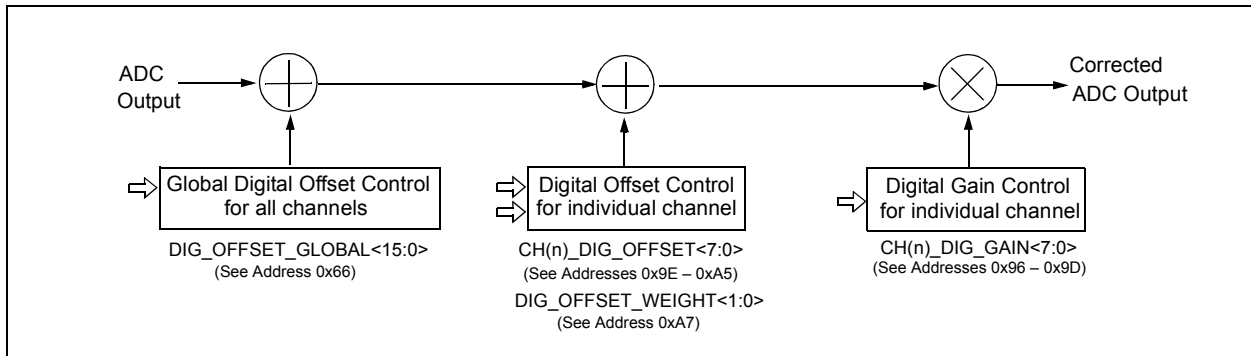 ADC
Output
Corrected
ADC Output
Global Digital Offset Control
for all channels
DIG_OFFSET_GLOBAL<15:0>
(See Address 0x66)
Digital Offset Control
for individual channel
CH(n)_DIG_OFFSET<7:0>
(See Addresses 0x9E – 0xA5)
DIG_OFFSET_WEIGHT<1:0>
(See Address 0xA7)
Digital Gain Control
for individual channel
CH(n)_DIG_GAIN<7:0>
(See Addresses 0x96 – 0x9D)